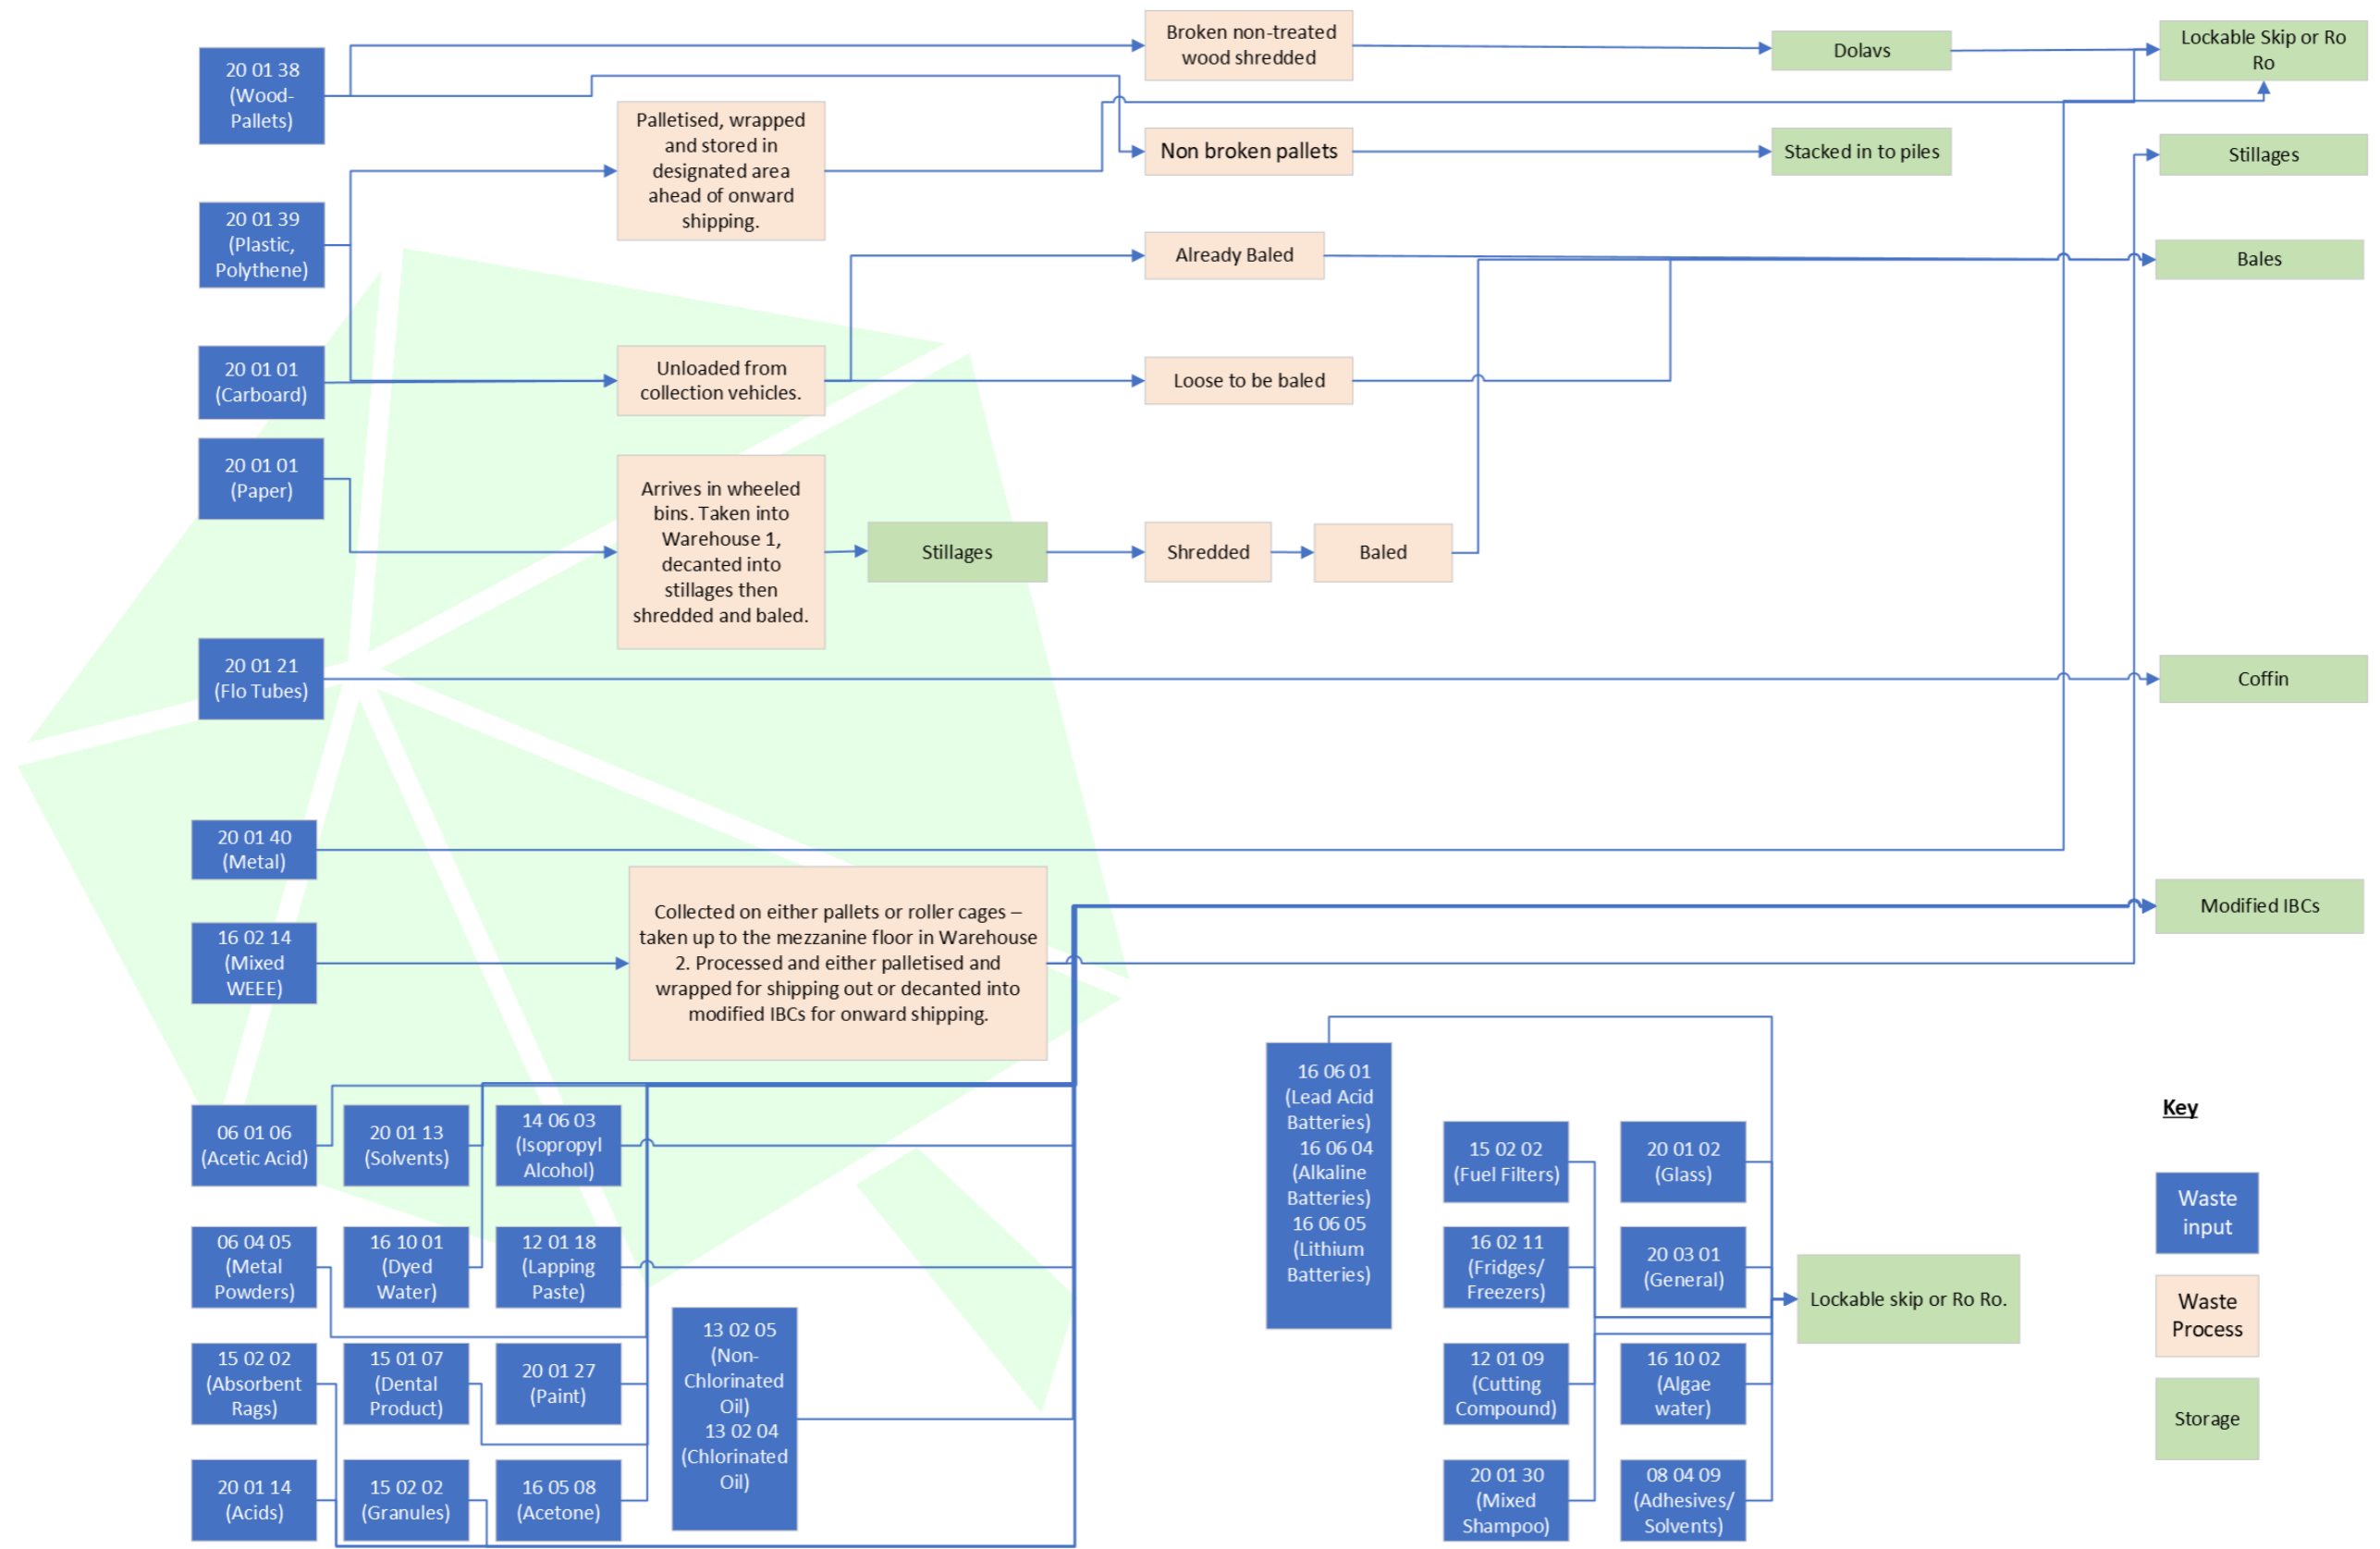 20 01 38
(Wood-
Pallets)
Broken non-treated
wood shredded
Dolavs
Lockable Skip or Ro
Ro
Palletised, wrapped
and stored in
designated area
ahead of onward
shipping.
Non broken pallets
Stacked in to piles
Stillages
20 01 39
(Plastic,
Polythene)
Already Baled
Bales
20 01 01
(Carboard)
Unloaded from
collection vehicles.
Loose to be baled
20 01 01
(Paper)
Arrives in wheeled
bins. Taken into
Warehouse 1,
decanted into
stillages then
shredded and baled.
Stillages
Shredded
Baled
20 01 21
(Flo Tubes)
Coffin
20 01 40
(Metal)
16 02 14
(Mixed
WEEE)
Collected on either pallets or roller cages –
taken up to the mezzanine floor in Warehouse
2. Processed and either palletised and
wrapped for shipping out or decanted into
modified IBCs for onward shipping.
Modified IBCs
06 01 06
(Acetic Acid)
20 01 13
(Solvents)
14 06 03
(Isopropyl
Alcohol)
06 04 05
(Metal
Powders)
16 10 01
(Dyed
Water)
12 01 18
(Lapping
Paste)
15 02 02
(Absorbent
Rags)
15 01 07
(Dental
Product)
20 01 27
(Paint)
20 01 14
(Acids)
15 02 02
(Granules)
16 05 08
(Acetone)
13 02 05
(Non-
Chlorinated
Oil)
13 02 04
(Chlorinated
Oil)
16 06 01
(Lead Acid
Batteries)
16 06 04
(Alkaline
Batteries)
16 06 05
(Lithium
Batteries)
15 02 02
(Fuel Filters)
20 01 02
(Glass)
16 02 11
(Fridges/
Freezers)
20 03 01
(General)
12 01 09
(Cutting
Compound)
16 10 02
(Algae
water)
20 01 30
(Mixed
Shampoo)
08 04 09
(Adhesives/
Solvents)
Lockable skip or Ro Ro.
Key
Waste
input
Waste
Process
Storage